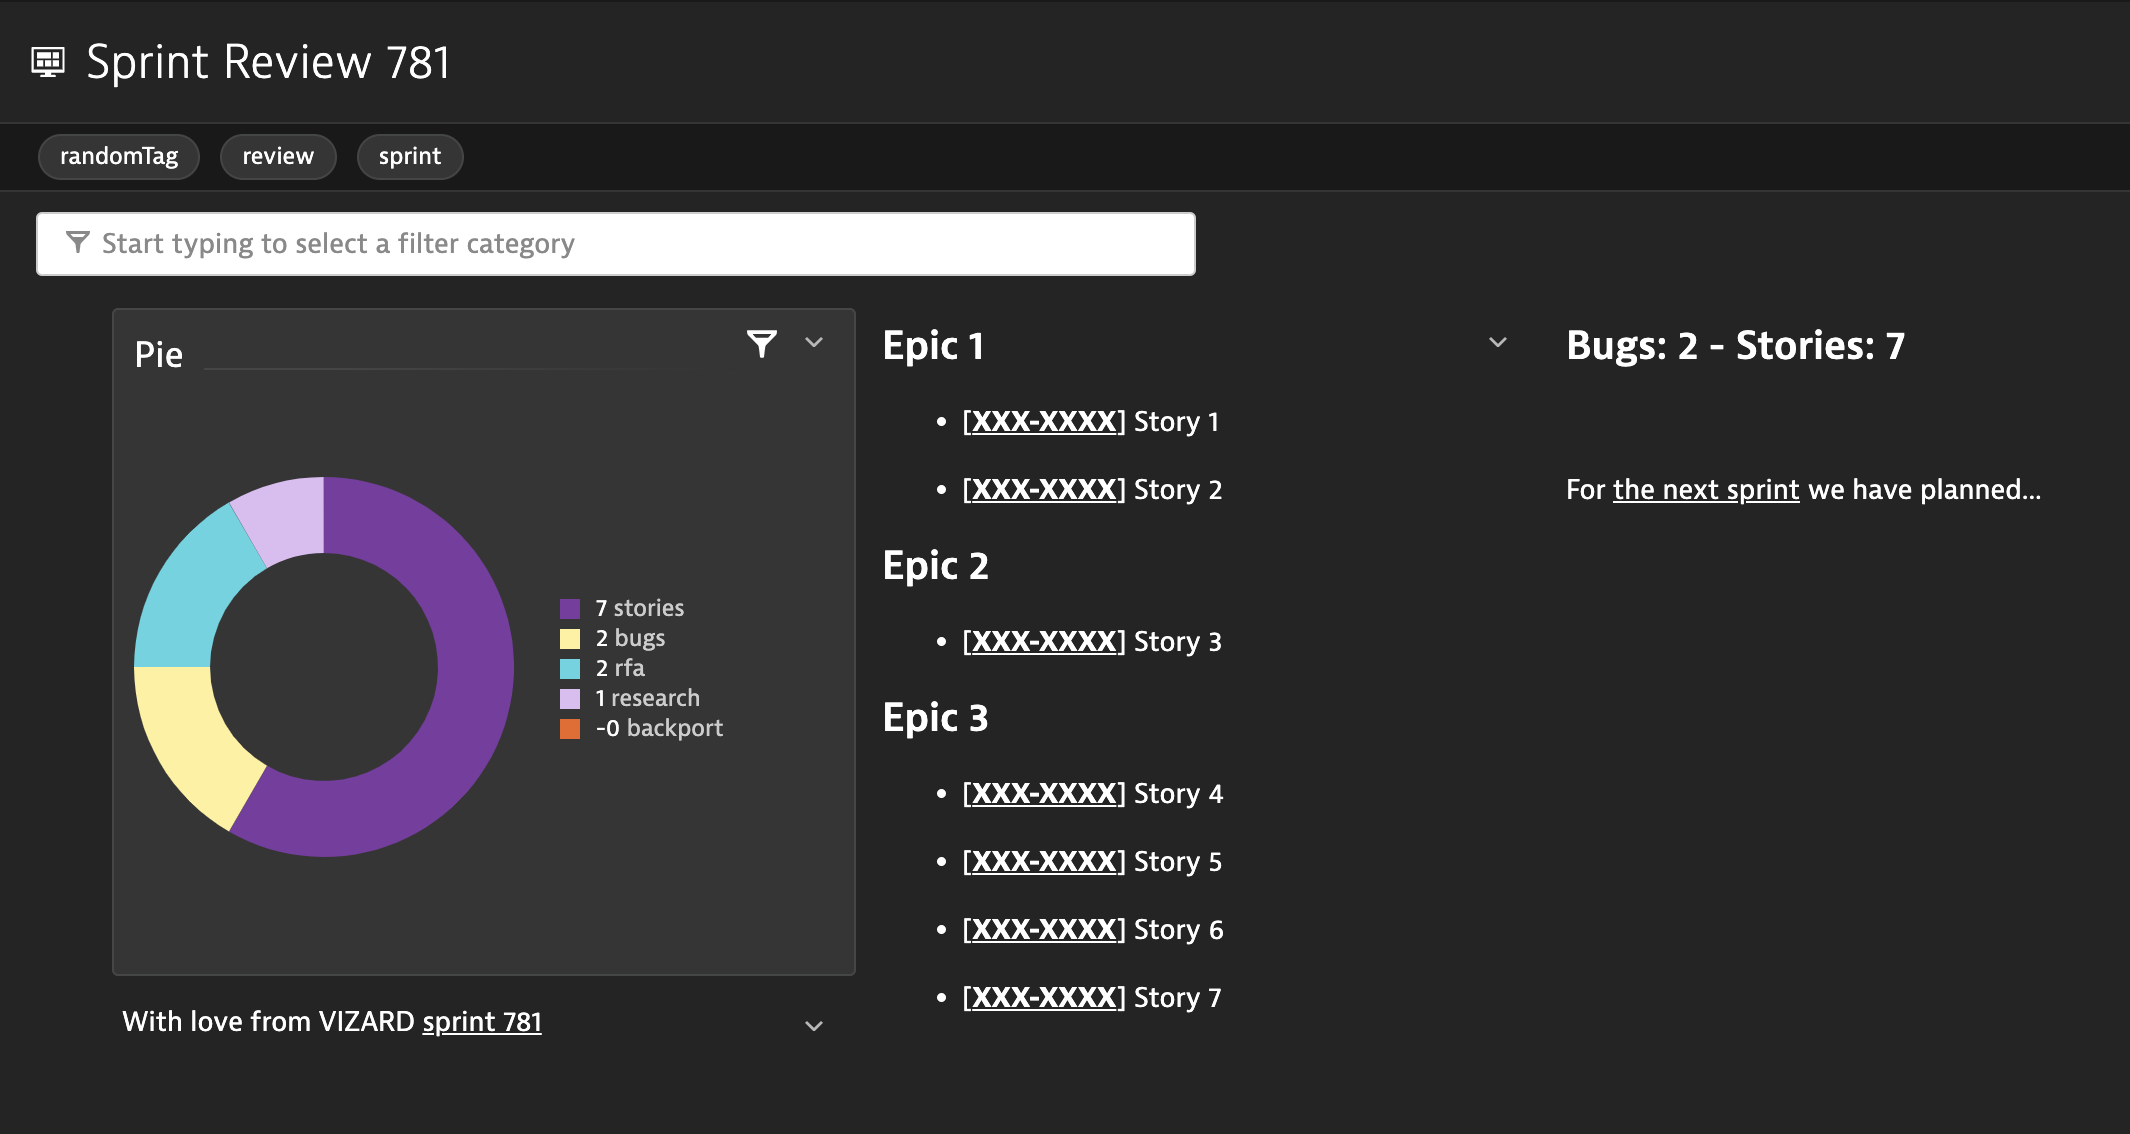 Sprint Review 781
randomTag review sprint
Start typing to select a filter category
Pie
7 stories
2 bugs
2 rfa
1 research
-0 backport
With love from VIZARD sprint 781
Epic 1
• [XXX-XXXX] Story 1
• [XXX-XXXX] Story 2
Epic 2
• [XXX-XXXX] Story 3
Epic 3
• [XXX-XXXX] Story 4
• [XXX-XXXX] Story 5
• [XXX-XXXX] Story 6
• [XXX-XXXX] Story 7
Bugs: 2 - Stories: 7
For the next sprint we have planned...